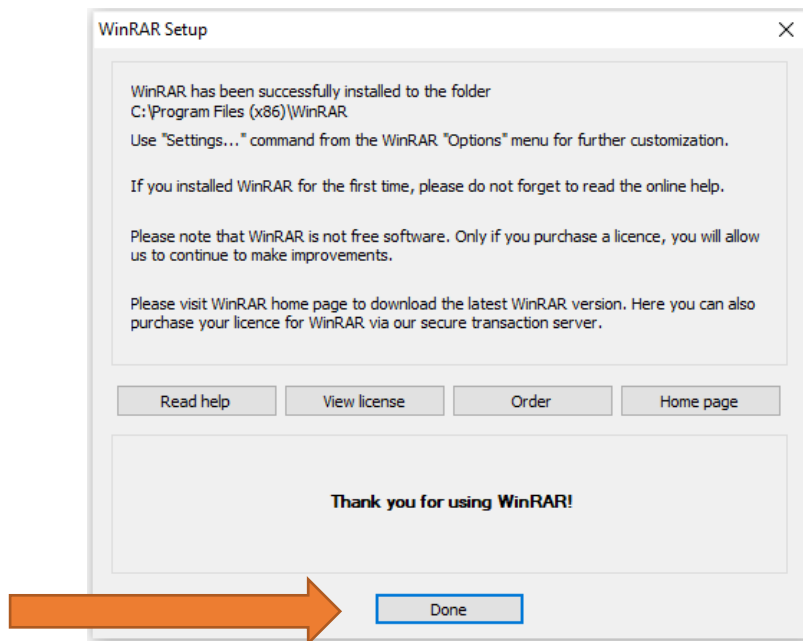 WinRAR Setup
WinRAR has been successfully installed to the folder
C:\Program Files (x86)\WinRAR
Use "Settings..." command from the WinRAR "Options" menu for further customization.
If you installed WinRAR for the first time, please do not forget to read the online help.
Please note that WinRAR is not free software. Only if you purchase a licence, you will allow
us to continue to make improvements.
Please visit WinRAR home page to download the latest WinRAR version. Here you can also
purchase your licence for WinRAR via our secure transaction server.
Read help
View license
Order
Home page
Thank you for using WinRAR!
Done